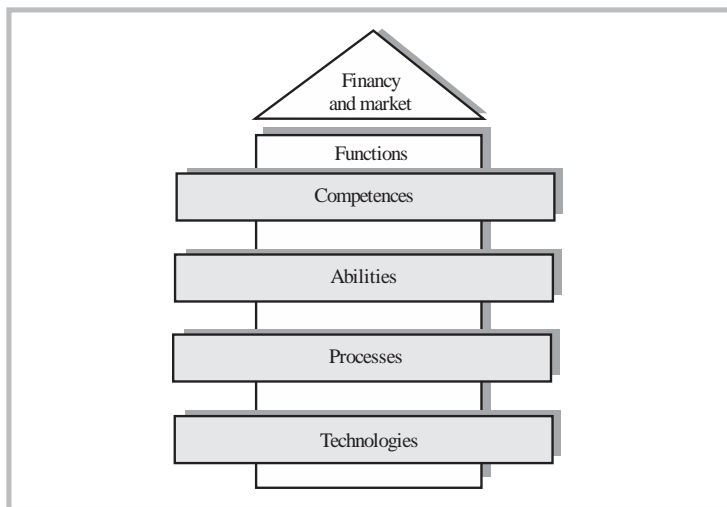 Financy
and market
Functions
Competences
Abilities
Processes
Technologies